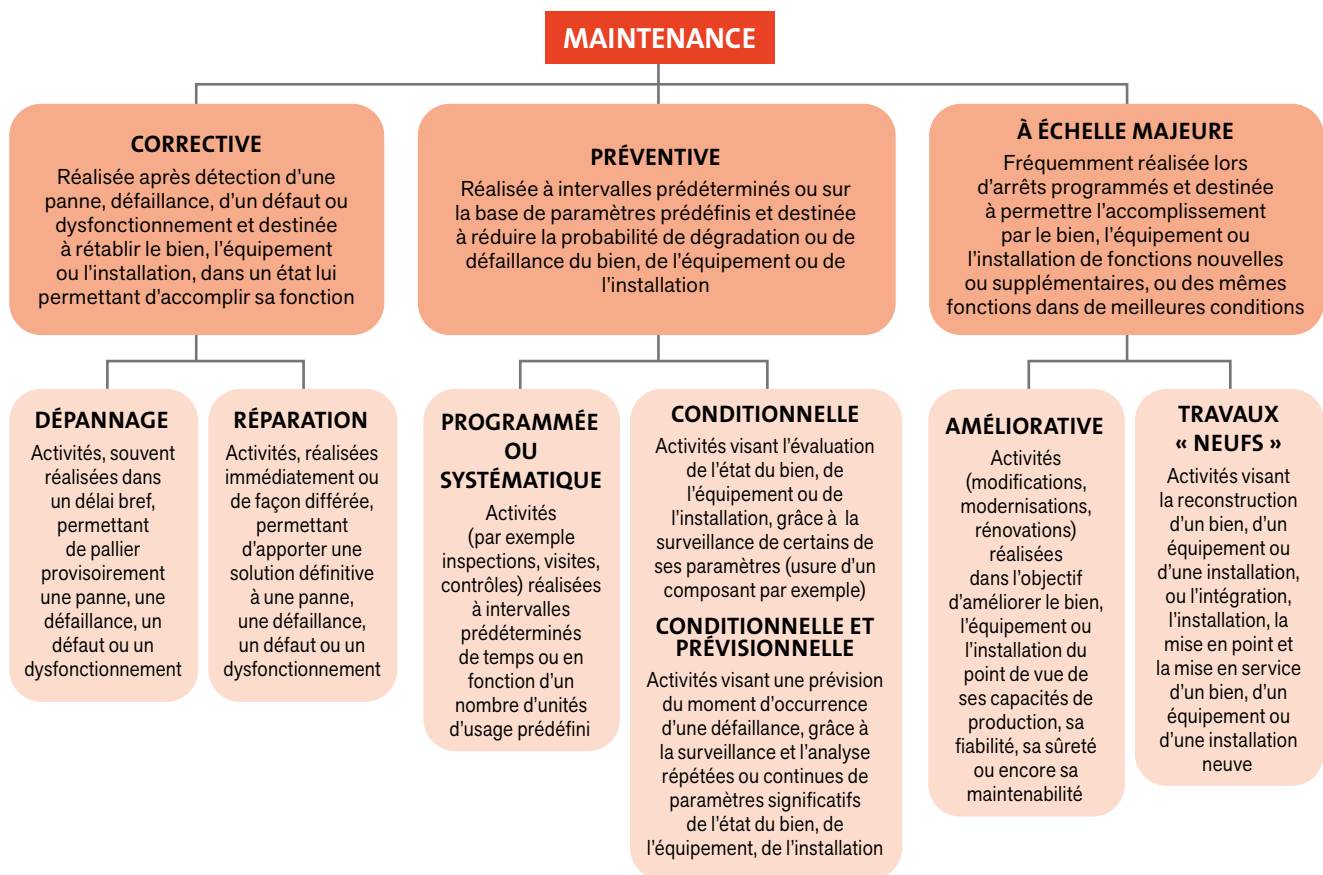 MAINTENANCE
CORRECTIVE
Réalisée après détection d'une
panne, défaillance, d'un défaut ou
dysfonctionnement et destinée
à rétablir le bien, l'équipement
ou l'installation, dans un état lui
permettant d'accomplir sa fonction
PRÉVENTIVE
Réalisée à intervalles prédéterminés ou sur
la base de paramètres prédéfinis et destinée
à réduire la probabilité de dégradation ou de
défaillance du bien, de l'équipement ou de
l'installation
À ÉCHELLE MAJEURE
Fréquemment réalisée lors
d'arrêts programmés et destinée
à permettre l'accomplissement
par le bien, l'équipement ou
l'installation de fonctions nouvelles
ou supplémentaires, ou des mêmes
fonctions dans de meilleures conditions
DÉPANNAGE
Activités, souvent
réalisées dans
un délai bref,
permettant
de pallier
provisoirement
une panne, une
défaillance, un
défaut ou un
dysfonctionnement
RÉPARATION
Activités, réalisées
immédiatement ou
de façon différée,
permettant
d'apporter une
solution définitive
à une panne,
une défaillance,
un défaut ou un
dysfonctionnement
PROGRAMMÉE
OU
SYSTÉMATIQUE
Activités
(par exemple
inspections, visites,
contrôles) réalisées
à intervalles
prédéterminés
de temps ou en
fonction d'un
nombre d'unités
d'usage prédéfini
CONDITIONNELLE
Activités visant l'évaluation
de l'état du bien, de
l'équipement ou de
l'installation, grâce à la
surveillance de certains de
ses paramètres (usure d'un
composant par exemple)
CONDITIONNELLE ET
PRÉVISIONNELLE
Activités visant une prévision
du moment d'occurrence
d'une défaillance, grâce à
la surveillance et l'analyse
répétées ou continues de
paramètres significatifs
de l'état du bien, de
l'équipement, de l'installation
AMÉLIORATIVE
Activités
(modifications,
modernisations,
rénovations)
réalisées
dans l'objectif
d'améliorer le bien,
l'équipement ou
l'installation du
point de vue de
ses capacités de
production, sa
fiabilité, sa sûreté
ou encore sa
maintenabilité
TRAVAUX
« NEUFS »
Activités visant
la reconstruction
d'un bien, d'un
équipement ou
d'une installation,
ou l'intégration,
l'installation, la
mise en point et
la mise en service
d'un bien, d'un
équipement ou
d'une installation
neuve